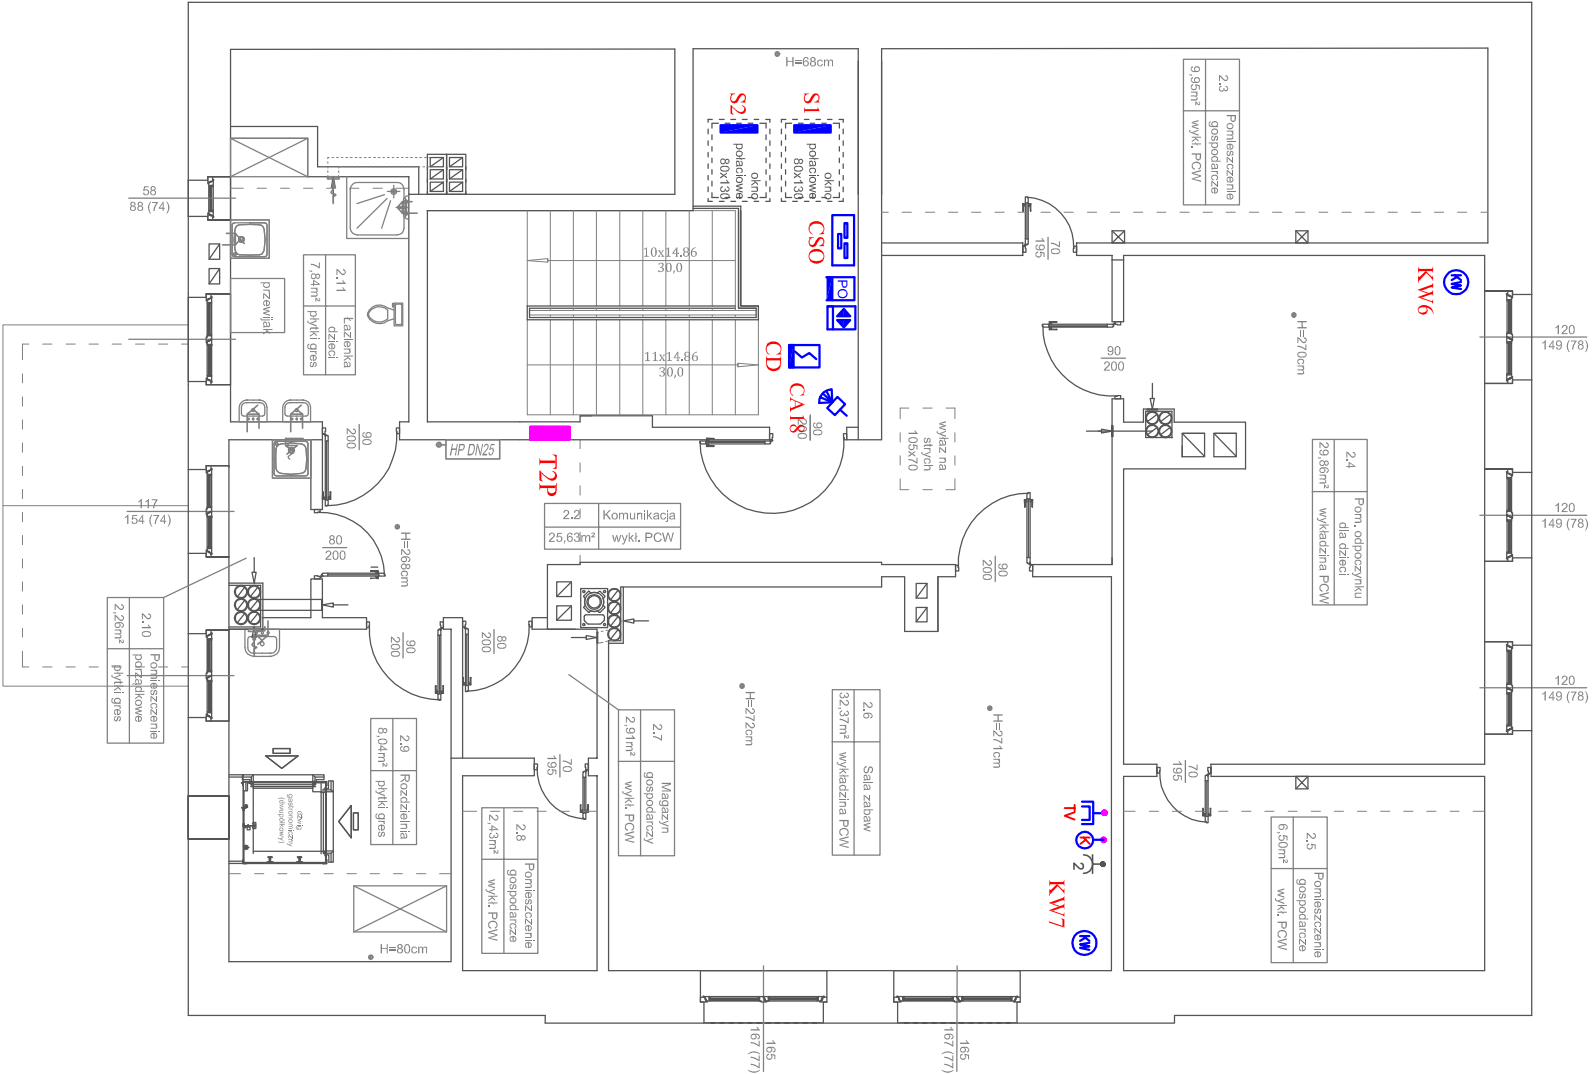 H=68cm
2.3
Pomieszczenie
gospodarcze
9,95m²
wykł. PCW
S2
S1
okno
połaciowe
80x130
okno
połaciowe
80x130
58
88 (74)
CSO
70
195
10x14.86
30,0
PO
KW6
KW
2.11
Łazienka
dzieci
7,84m²
płytki gres
przewijak
H=270cm
120
149 (78)
11x14.86
30,0
CD
90
200
CAF8
90
200
wyłaz na
strych
105x70
90
200
HP DN25
T2P
2.4
Pom. odpoczynku
dla dzieci
29,86m²
wykładzina PCW
117
154 (74)
2.2
Komunikacja
25,63m²
wykł. PCW
120
149 (78)
80
200
H=268cm
90
200
2.10
Pomieszczenie
porządkowe
2,26m²
płytki gres
90
200
80
200
120
149 (78)
H=272cm
2.6
Sala zabaw
32,37m²
wykładzina PCW
H=271cm
2.7
Magazyn
gospodarczy
2,91m²
wykł. PCW
2.9
Rozdzielnia
8,04m²
płytki gres
70
195
70
195
dźwig
gastronomiczny
(dwupółkowy)
2.8
Pomieszczenie
gospodarcze
2,43m²
wykł. PCW
TV
K
2
2.5
Pomieszczenie
gospodarcze
6,50m²
wykł. PCW
KW7
KW
H=80cm
165
167 (77)
165
167 (77)